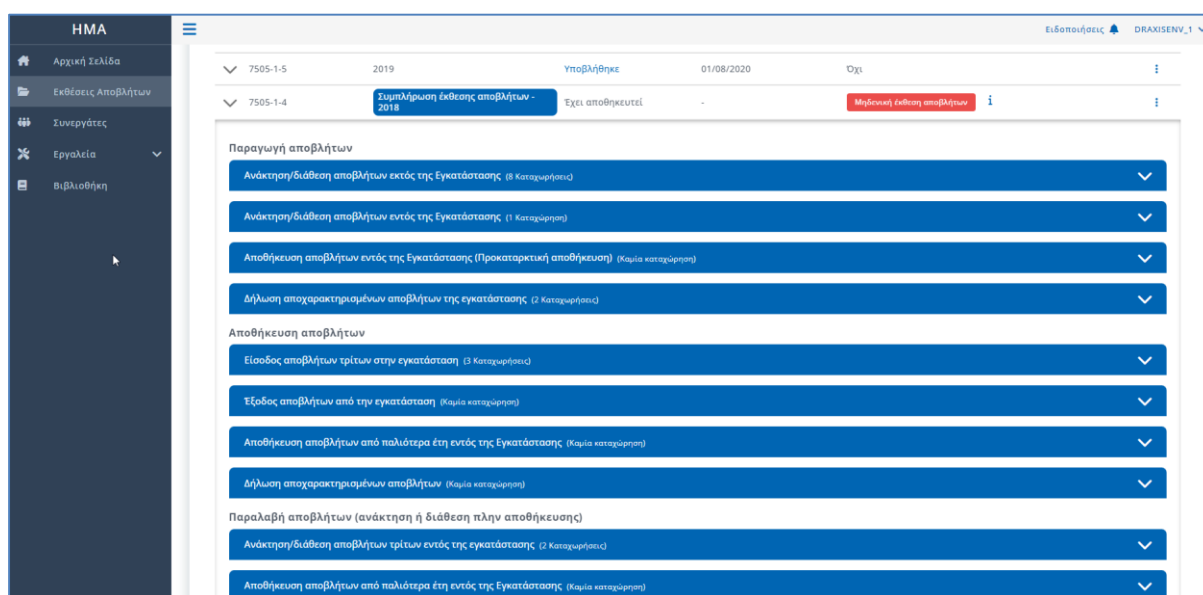 ΗΜΑ
Ειδοποιήσεις DRAXISENV_1
Αρχική Σελίδα
Εκθέσεις Αποβλήτων
Συνεργάτες
Εργαλεία
Βιβλιοθήκη
7505-1-5 2019 Υποβλήθηκε 01/08/2020 Όχι
7505-1-4 Συμπλήρωση έκθεσης αποβλήτων - Έχει αποθηκευτεί - Μηδενική έκθεση αποβλήτων i
2018
Παραγωγή αποβλήτων
Ανάκτηση/διάθεση αποβλήτων εκτός της Εγκατάστασης (8 Καταχωρήσεις)
Ανάκτηση/διάθεση αποβλήτων εντός της Εγκατάστασης (1 Καταχώρηση)
Αποθήκευση αποβλήτων εντός της Εγκατάστασης (Προκαταρκτική αποθήκευση) (Καμία καταχώρηση)
Δήλωση αποχαρακτηρισμένων αποβλήτων της εγκατάστασης (2 Καταχωρήσεις)
Αποθήκευση αποβλήτων
Είσοδος αποβλήτων τρίτων στην εγκατάσταση (3 Καταχωρήσεις)
Έξοδος αποβλήτων από την εγκατάσταση (Καμία καταχώρηση)
Αποθήκευση αποβλήτων από παλιότερα έτη εντός της Εγκατάστασης (Καμία καταχώρηση)
Δήλωση αποχαρακτηρισμένων αποβλήτων (Καμία καταχώρηση)
Παραλαβή αποβλήτων (ανάκτηση ή διάθεση πλην αποθήκευσης)
Ανάκτηση/διάθεση αποβλήτων τρίτων εντός της εγκατάστασης (2 Καταχωρήσεις)
Αποθήκευση αποβλήτων από παλιότερα έτη εντός της Εγκατάστασης (Καμία καταχώρηση)